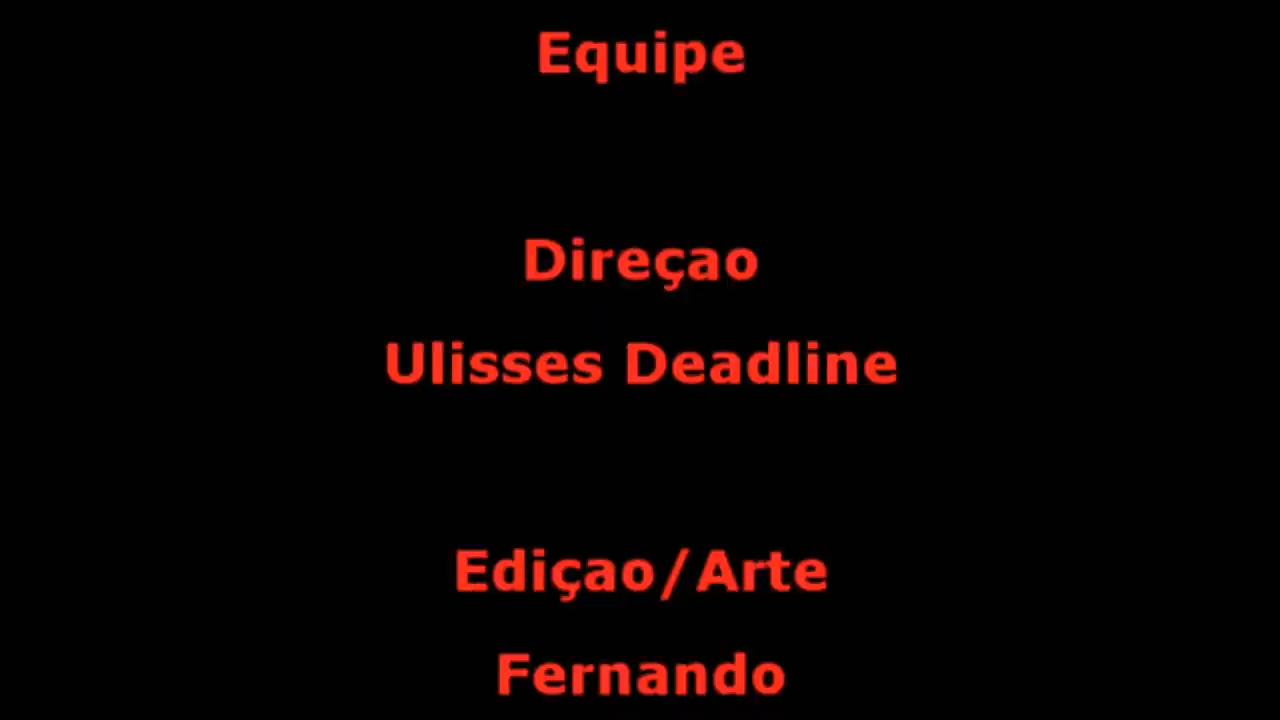 Equipe
Direçao
Ulisses Deadline
Ediçao/Arte
Fernando